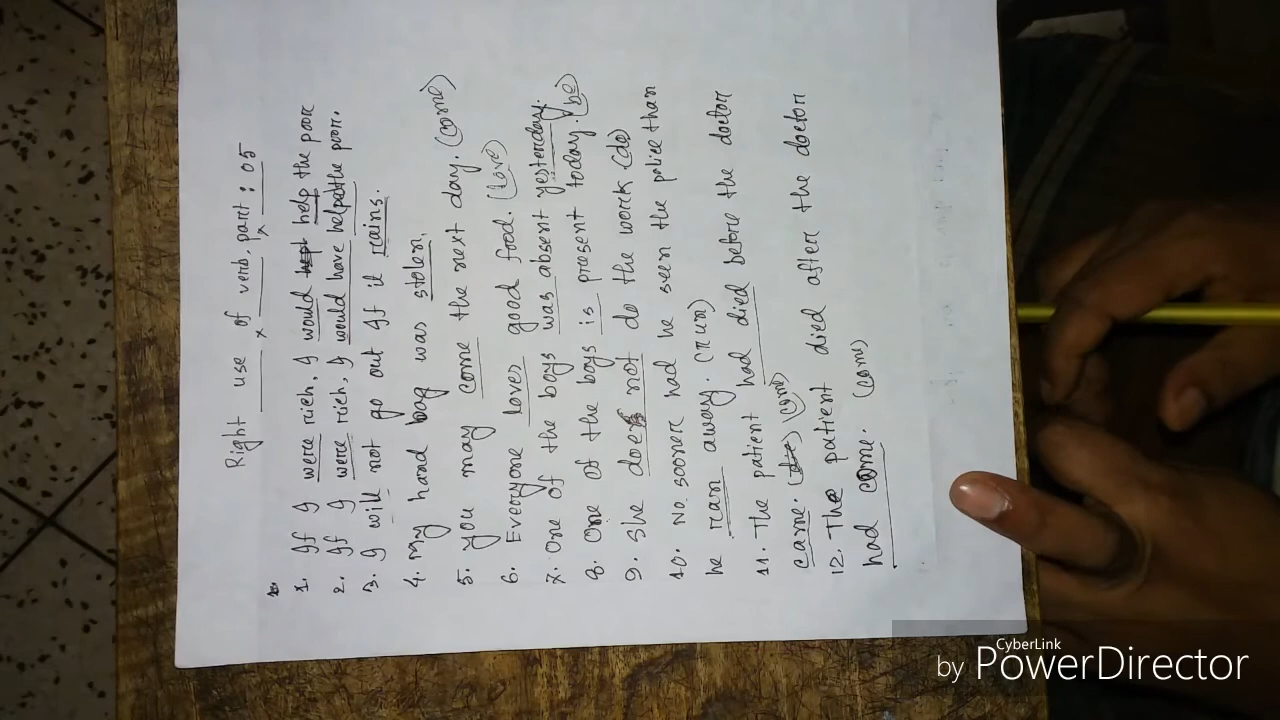 Right use of verb, part : 05
1. If I were rich, I would help the poor
2. If I were rich, I would have helped the poor.
3. I will not go out if it rains.
4. My hand bag was stolen.
5. You may come the next day. (come)
6. Everyone loves good food. (love)
7. One of the boys was absent yesterday.
8. One of the boys is present today. (be)
9. She does not do the work (do)
10. No sooner had he seen the police than
he ran away. (run)
11. The patient had died before the doctor
came. (come)
12. The patient died after the doctor
had come. (come)
CyberLink
by PowerDirector